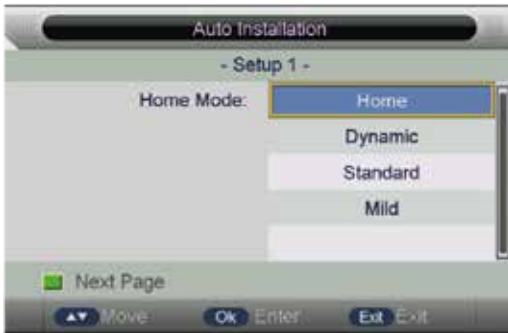 Auto Installation
- Setup 1 -
Home Mode: Home
Dynamic
Standard
Mild
Next Page
▲▼ Move Ok Enter Exit Exit